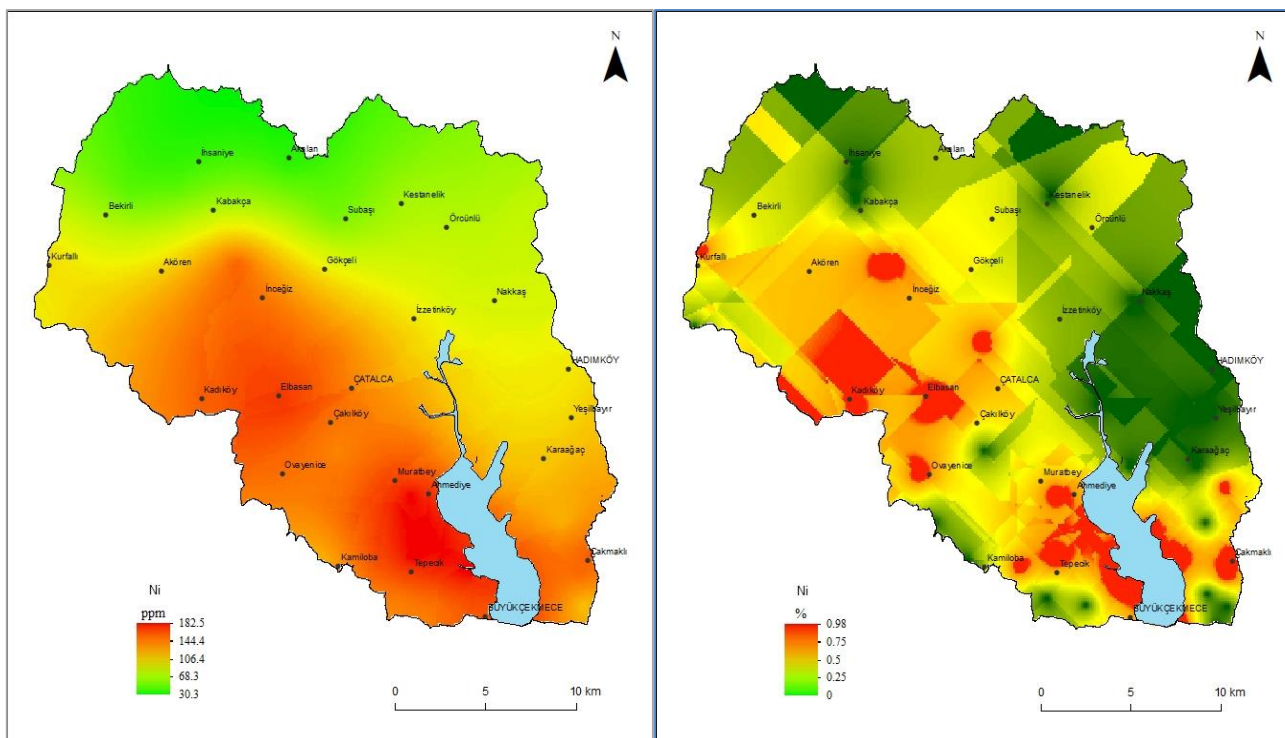 N
İhsaniye
Akalan
Bekirli
Kabakça
Subaşı
Kestanelik
Örcünlü
Kurfallı
Akören
Gökçeli
İnceğiz
Nakkaş
İzzetinköy
HADIMKÖY
Kadıköy
Elbasan
ÇATALCA
Çakılköy
Yeşilbayır
Karaağaç
Ovayenice
Muratbey
Ahmediye
Kamiloba
Tepecik
Çakmaklı
BÜYÜKÇEKMECE
Ni
ppm
182.5
144.4
106.4
68.3
30.3
0 5 10 km
N
İhsaniye
Akalan
Bekirli
Kabakça
Subaşı
Kestanelik
Örcünlü
Kurfallı
Akören
Gökçeli
İnceğiz
Nakkaş
İzzetinköy
HADIMKÖY
Kadıköy
Elbasan
ÇATALCA
Çakılköy
Yeşilbayır
Karaağaç
Ovayenice
Muratbey
Ahmediye
Kamiloba
Tepecik
Çakmaklı
BÜYÜKÇEKMECE
Ni
%
0.98
0.75
0.5
0.25
0
0 5 10 km